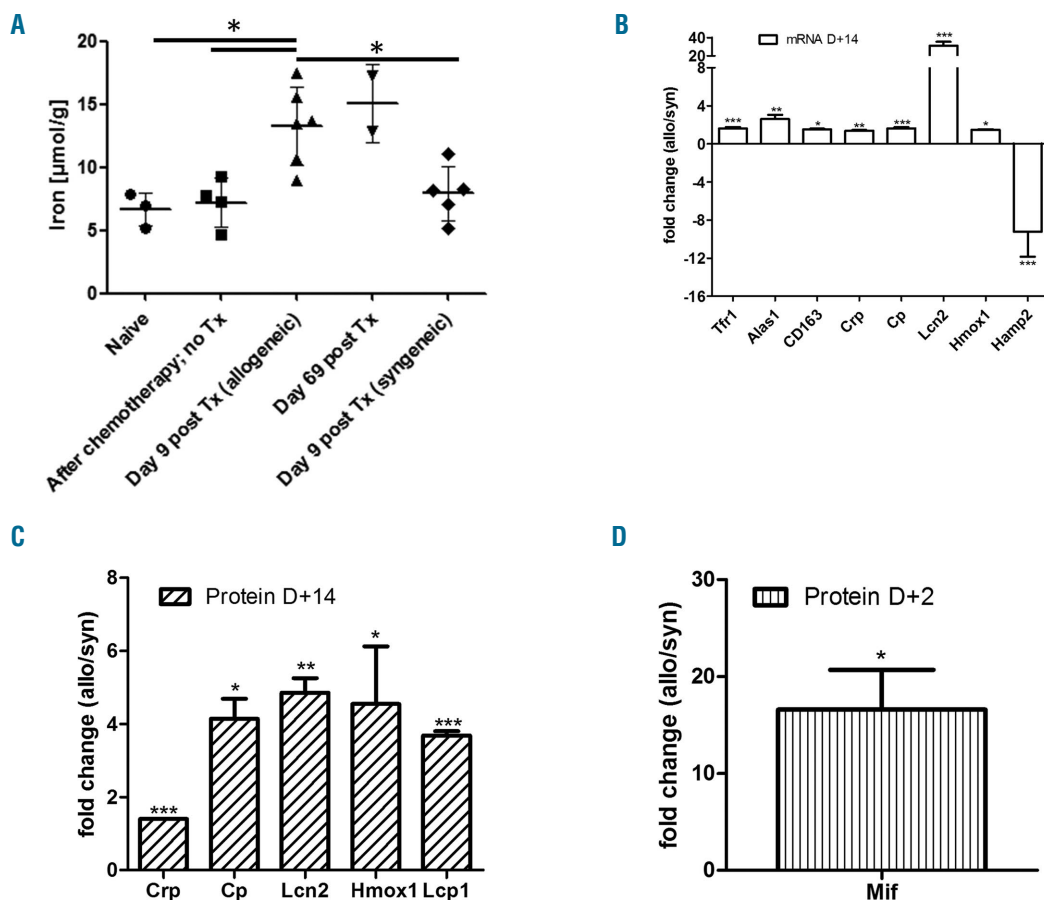 A
Iron [µmol/g]
20
15
10
5
0
*
*
Naive
After chemotherapy; no Tx
Day 9 post Tx (allogeneic)
Day 69 post Tx
Day 9 post Tx (syngeneic)
B
mRNA D+14
fold change (allo/syn)
40
20
6
2
-4
-8
-12
-16
***
**
*
**
***
***
*
***
Tfr1
Alas1
CD163
Crp
Cp
Lcn2
Hmox1
Hamp2
C
Protein D+14
fold change (allo/syn)
8
6
4
2
0
***
*
**
*
***
Crp Cp Lcn2 Hmox1 Lcp1
D
Protein D+2
fold change (allo/syn)
30
20
10
0
*
Mif